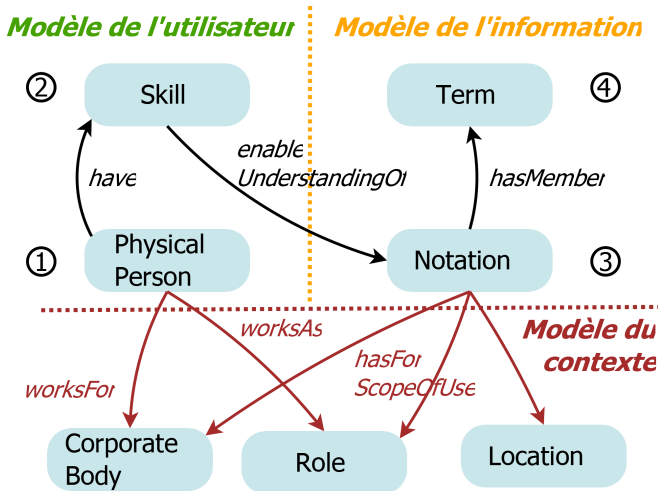 Modèle de l'utilisateur
Modèle de l'information
②
Skill
Term
④
have
enable
UnderstandingOf
hasMember
①
Physical
Person
Notation
③
worksAs
Modèle du
contexte
worksFor
hasFor
ScopeOfUse
Corporate
Body
Role
Location